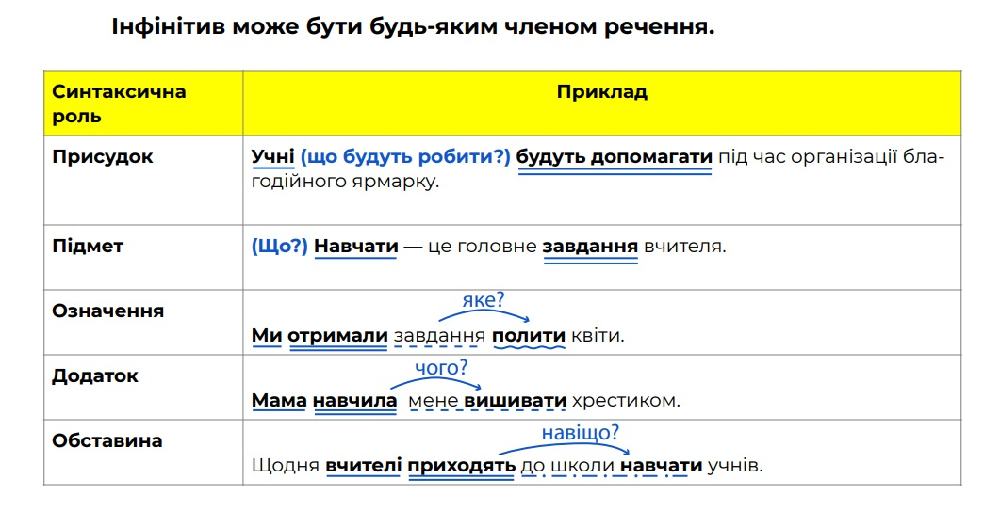 Інфінітив може бути будь-яким членом речення.
Синтаксична
роль
Приклад
Присудок
Учні (що будуть робити?) будуть допомагати під час організації бла-
годійного ярмарку.
Підмет
(Що?) Навчати — це головне завдання вчителя.
Означення
яке?
Ми отримали завдання полити квіти.
Додаток
чого?
Мама навчила мене вишивати хрестиком.
Обставина
навіщо?
Щодня вчителі приходять до школи навчати учнів.